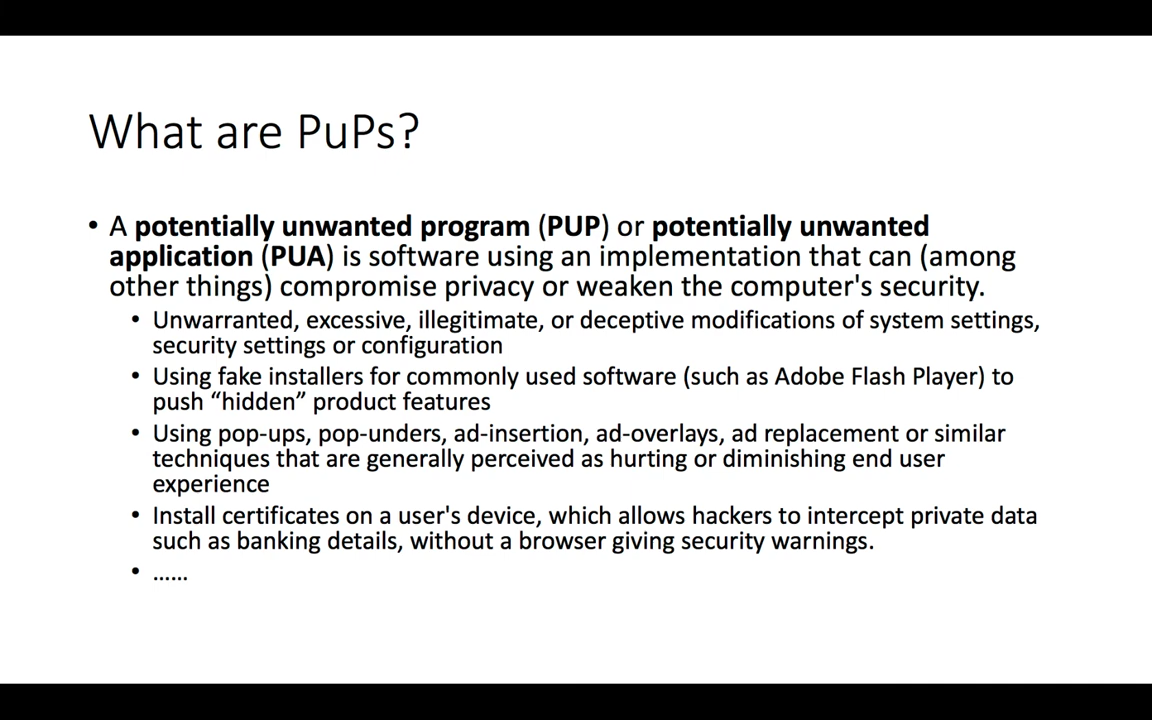 What are PuPs?
• A potentially unwanted program (PUP) or potentially unwanted
application (PUA) is software using an implementation that can (among
other things) compromise privacy or weaken the computer's security.
• Unwarranted, excessive, illegitimate, or deceptive modifications of system settings,
security settings or configuration
• Using fake installers for commonly used software (such as Adobe Flash Player) to
push “hidden” product features
• Using pop-ups, pop-unders, ad-insertion, ad-overlays, ad replacement or similar
techniques that are generally perceived as hurting or diminishing end user
experience
• Install certificates on a user's device, which allows hackers to intercept private data
such as banking details, without a browser giving security warnings.
• ......